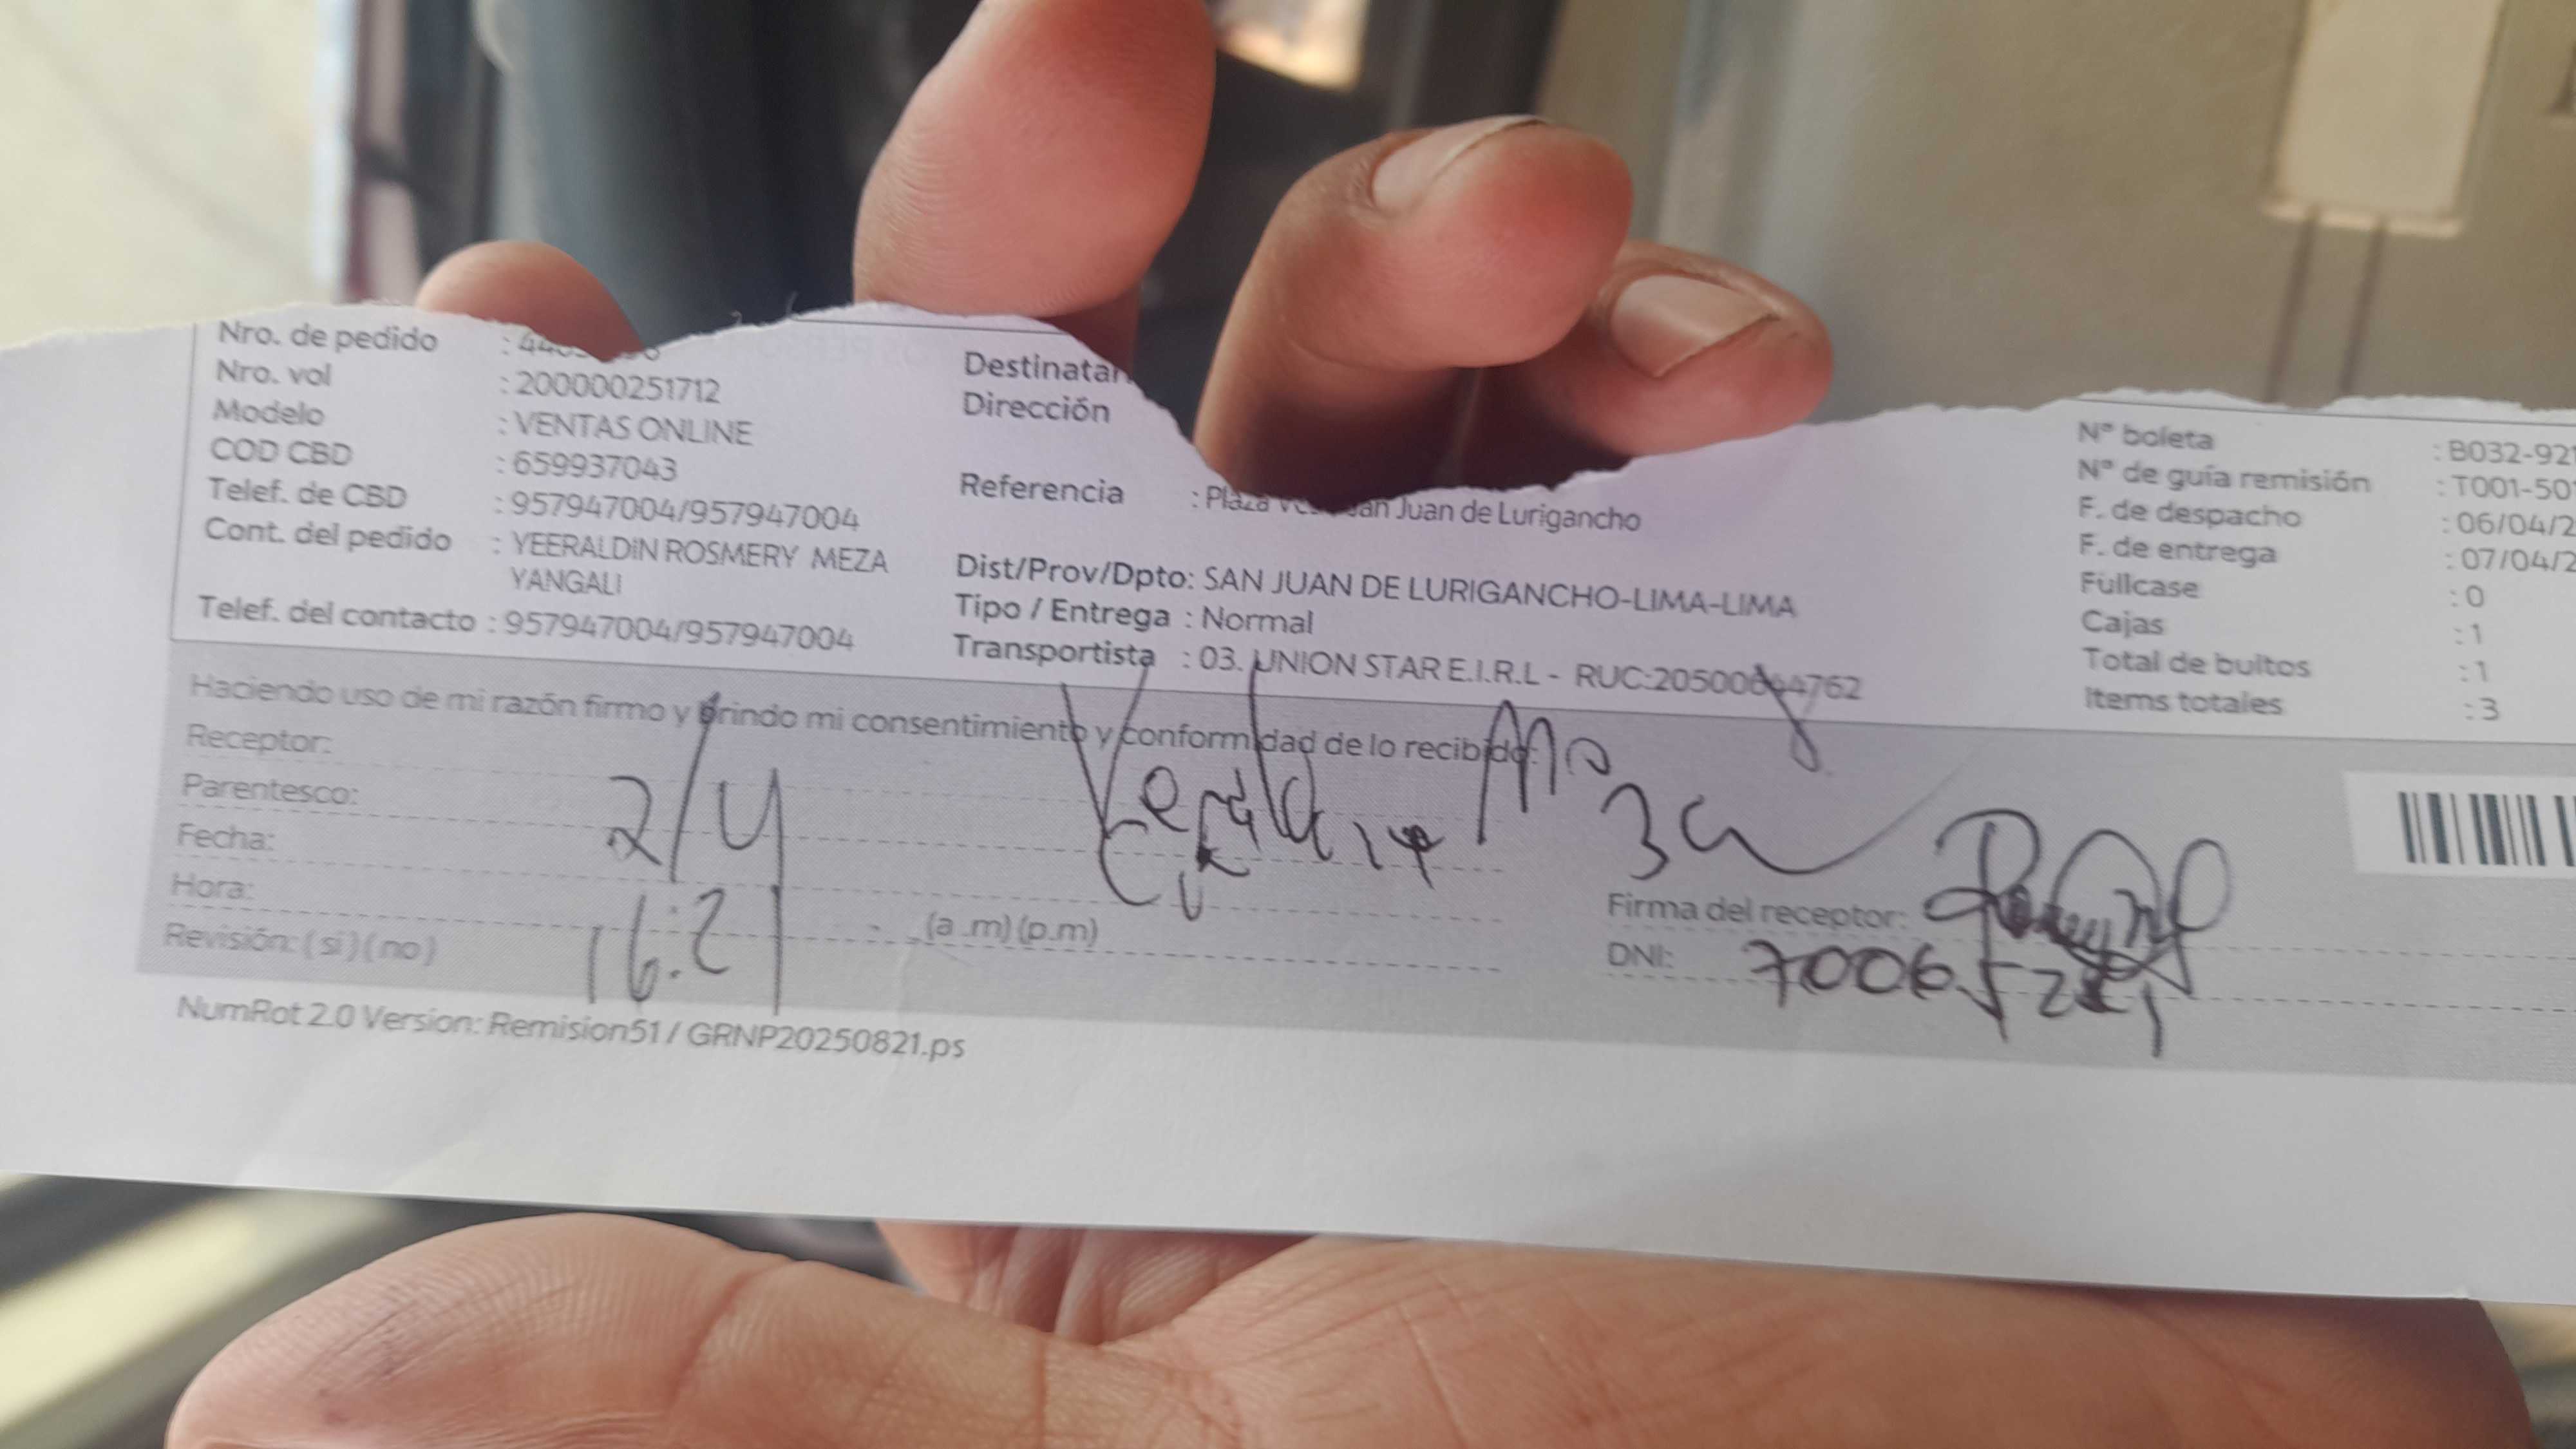 Nro. de pedido
Nro. vol : 200000251712
Modelo : VENTAS ONLINE
COD CBD : 659937043
Telef. de CBD : 957947004/957947004
Cont. del pedido : YEERALDIN ROSMERY MEZA
YANGALI
Telef. del contacto : 957947004/957947004
Dirección
Referencia : Plaza Juan de Lurigancho
Dist/Prov/Dpto: SAN JUAN DE LURIGANCHO-LIMA-LIMA
Tipo / Entrega : Normal
Transportista : 03. UNION STAR E.I.R.L - RUC:20500644762
N° boleta : B032-921
N° de guía remisión : T001-501
F. de despacho : 06/04/2
F. de entrega : 07/04/2
Fullcase : 0
Cajas : 1
Total de bultos : 1
Items totales : 3
Haciendo uso de mi razón firmo y brindo mi consentimiento y conformidad de lo recibido:
Receptor:
Parentesco:
Fecha: 2/4
Hora: 16:21 (a .m) (p.m)
Revisión: ( si ) ( no )
Firma del receptor:
DNI:
NumRot 2.0 Version: Remision51 / GRNP20250821.ps